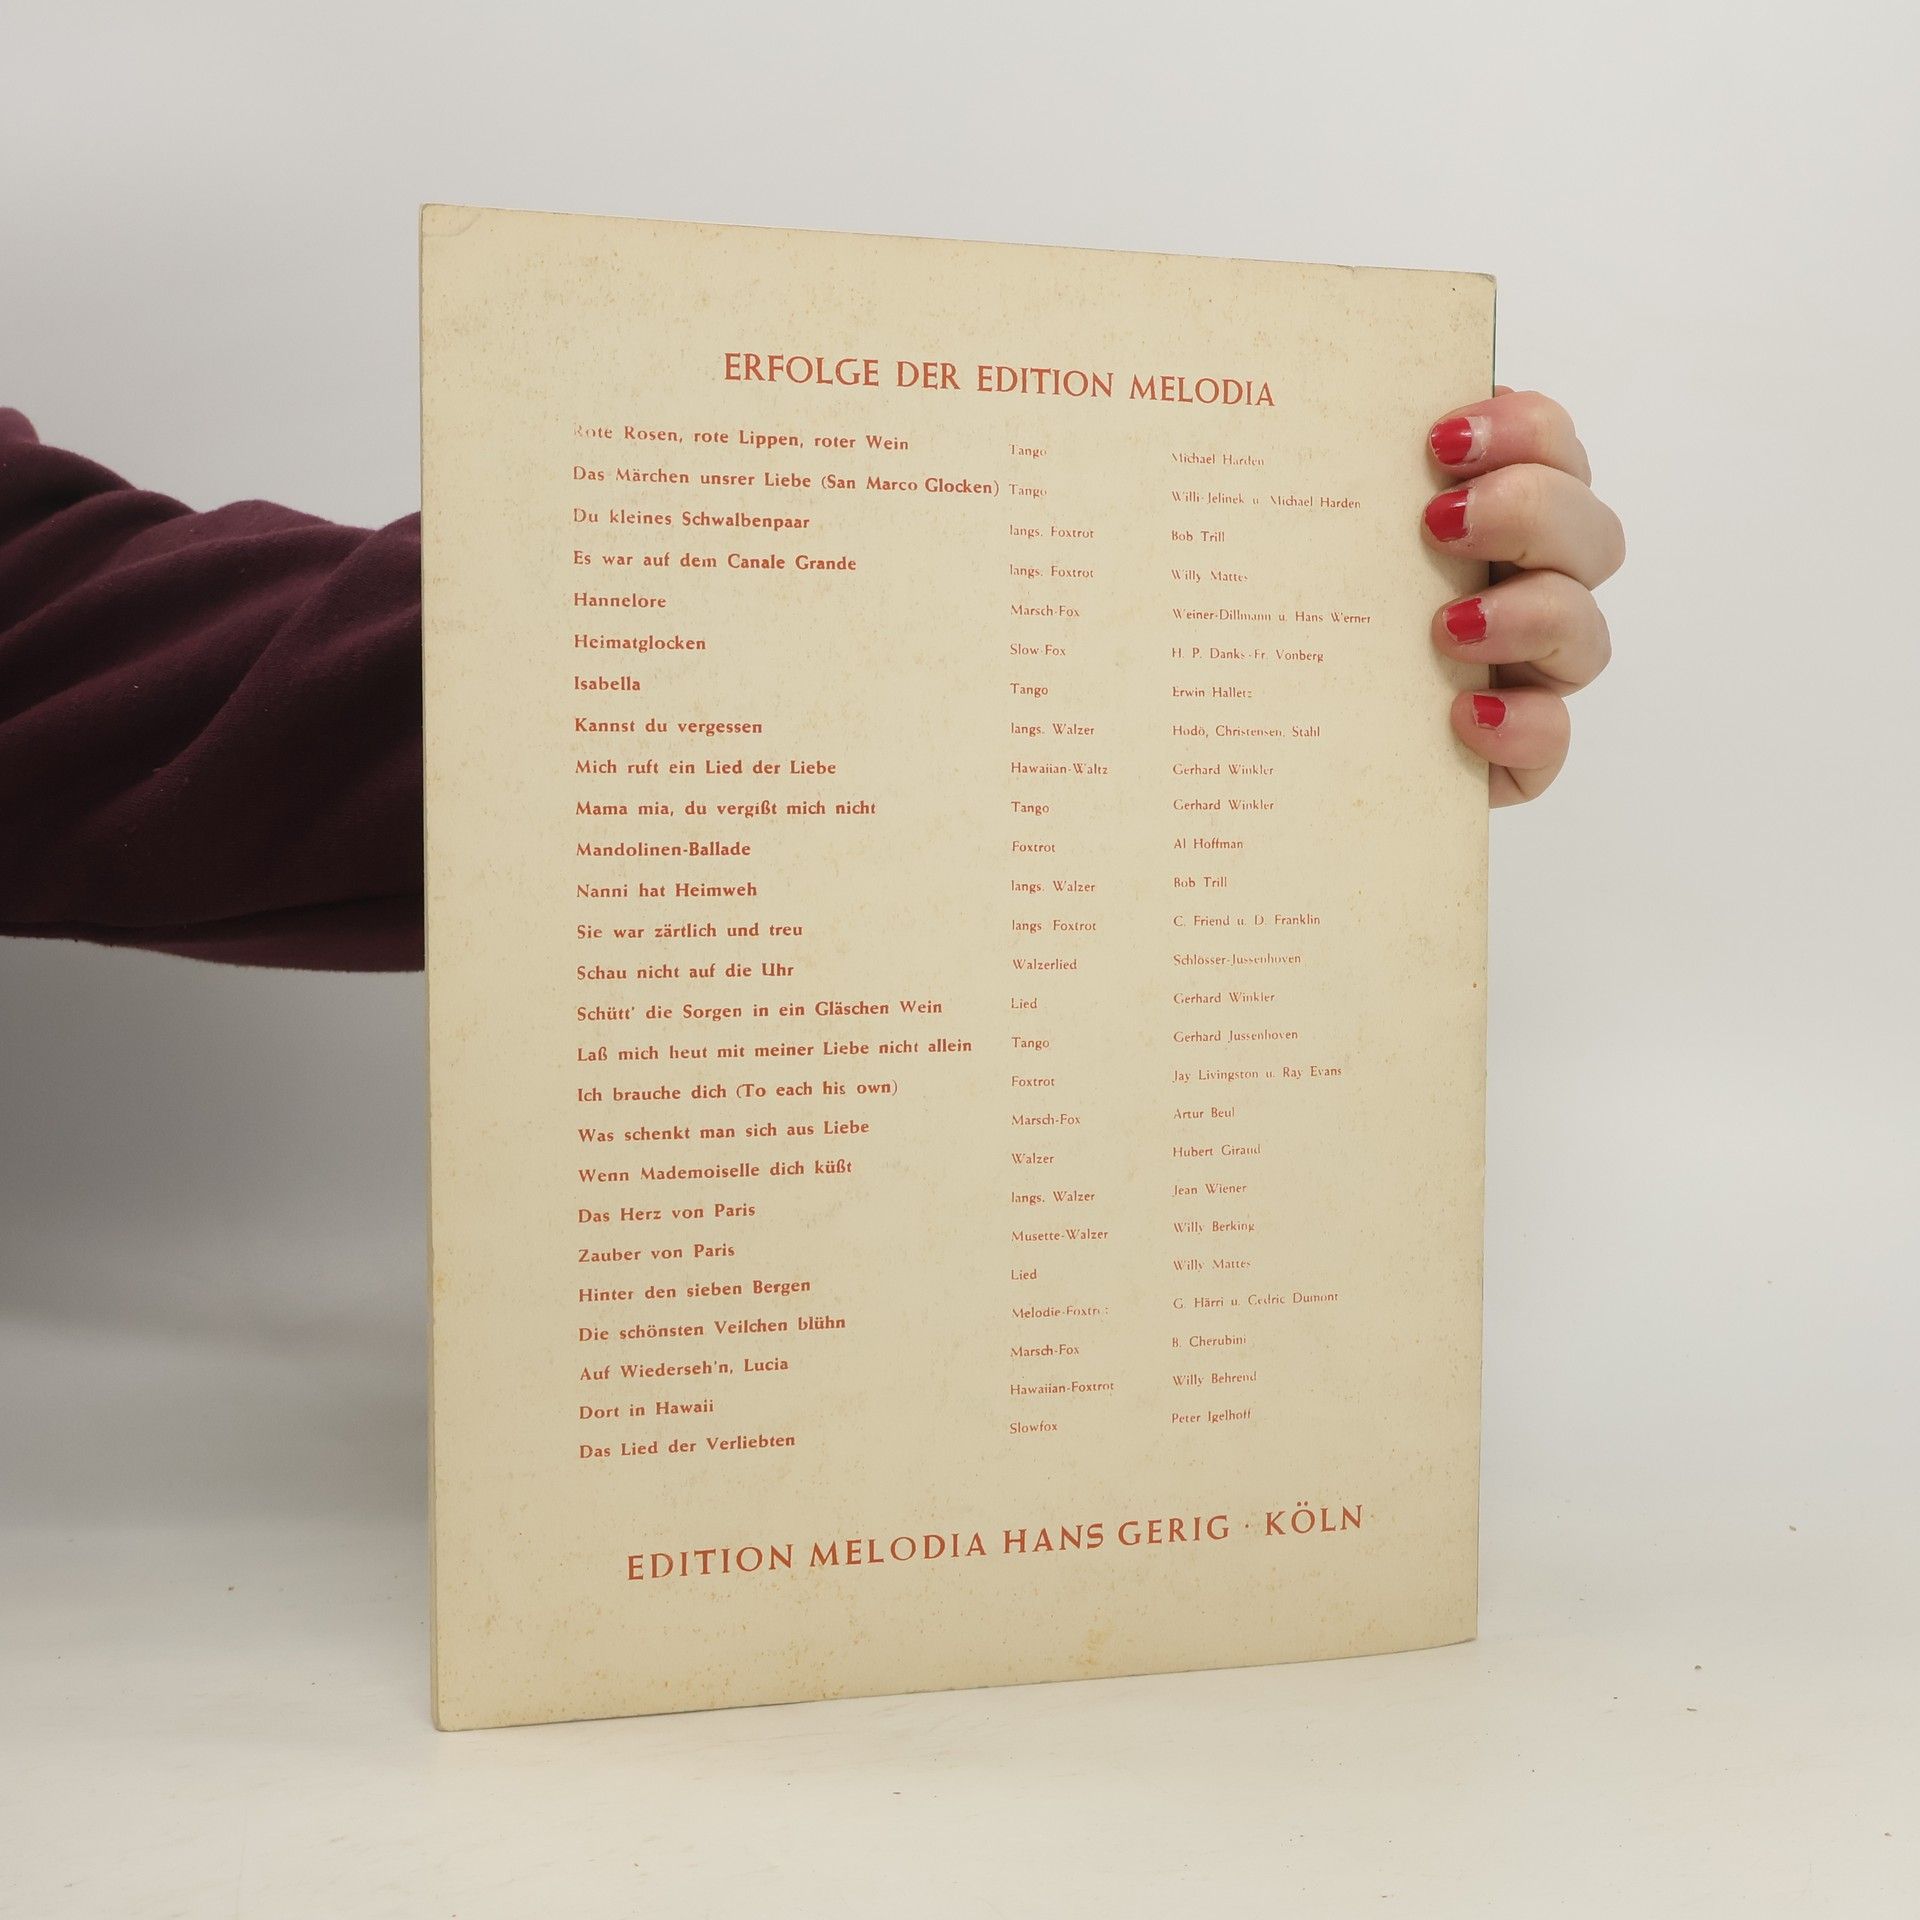 ERFOLGE DER EDITION MELODIA
Rote Rosen, rote Lippen, roter Wein Tango Michael Harden
Das Märchen unsrer Liebe (San Marco Glocken) Tango Willi Jelinek u. Michael Harden
Du kleines Schwalbenpaar langs. Foxtrot Bob Trill
Es war auf dem Canale Grande langs. Foxtrot Willy Mattes
Hannelore Marsch-Fox Weiner-Dillmann u. Hans Werner
Heimatglocken Slow-Fox H. P. Danks-Fr. Vonberg
Isabella Tango Erwin Halletz
Kannst du vergessen langs. Walzer Hodö, Christensen, Stahl
Mich ruft ein Lied der Liebe Hawaiian-Waltz Gerhard Winkler
Mama mia, du vergißt mich nicht Tango Gerhard Winkler
Mandolinen-Ballade Foxtrot Al Hoffman
Nanni hat Heimweh langs. Walzer Bob Trill
Sie war zärtlich und treu langs. Foxtrot C. Friend u. D. Franklin
Schau nicht auf die Uhr Walzerlied Schlösser-Jussenhoven
Schütt' die Sorgen in ein Gläschen Wein Lied Gerhard Winkler
Laß mich heut mit meiner Liebe nicht allein Tango Gerhard Jussenhoven
Ich brauche dich (To each his own) Foxtrot Jay Livingston u. Ray Evans
Was schenkt man sich aus Liebe Marsch-Fox Artur Beul
Wenn Mademoiselle dich küßt Walzer Hubert Giraud
Das Herz von Paris langs. Walzer Jean Wiener
Zauber von Paris Musette-Walzer Willy Berking
Hinter den sieben Bergen Lied Willy Mattes
Die schönsten Veilchen blühn Melodie-Foxtrot G. Härri u. Cedric Dumont
Auf Wiederseh'n, Lucia Marsch-Fox B. Cherubini
Dort in Hawaii Hawaiian-Foxtrot Willy Behrend
Das Lied der Verliebten Slowfox Peter Igelhoff
EDITION MELODIA HANS GERIG · KÖLN